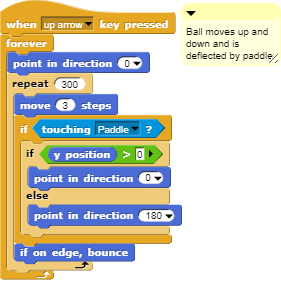 when up arrow key pressed
forever
point in direction 0
repeat 300
move 3 steps
if touching Paddle ?
if y position > 0
point in direction 0
else
point in direction 180
if on edge, bounce
Ball moves up and
down and is
deflected by paddle